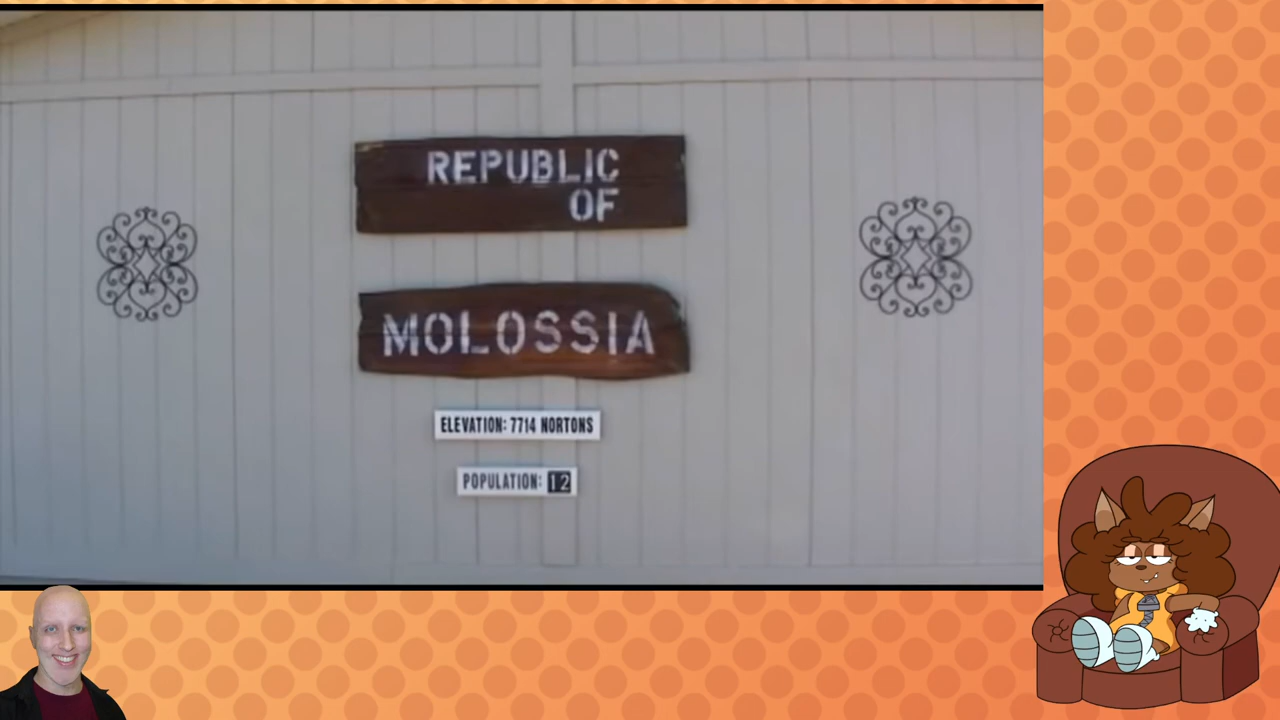 REPUBLIC
OF
MOLOSSIA
ELEVATION: 7714 NORTONS
POPULATION: 12